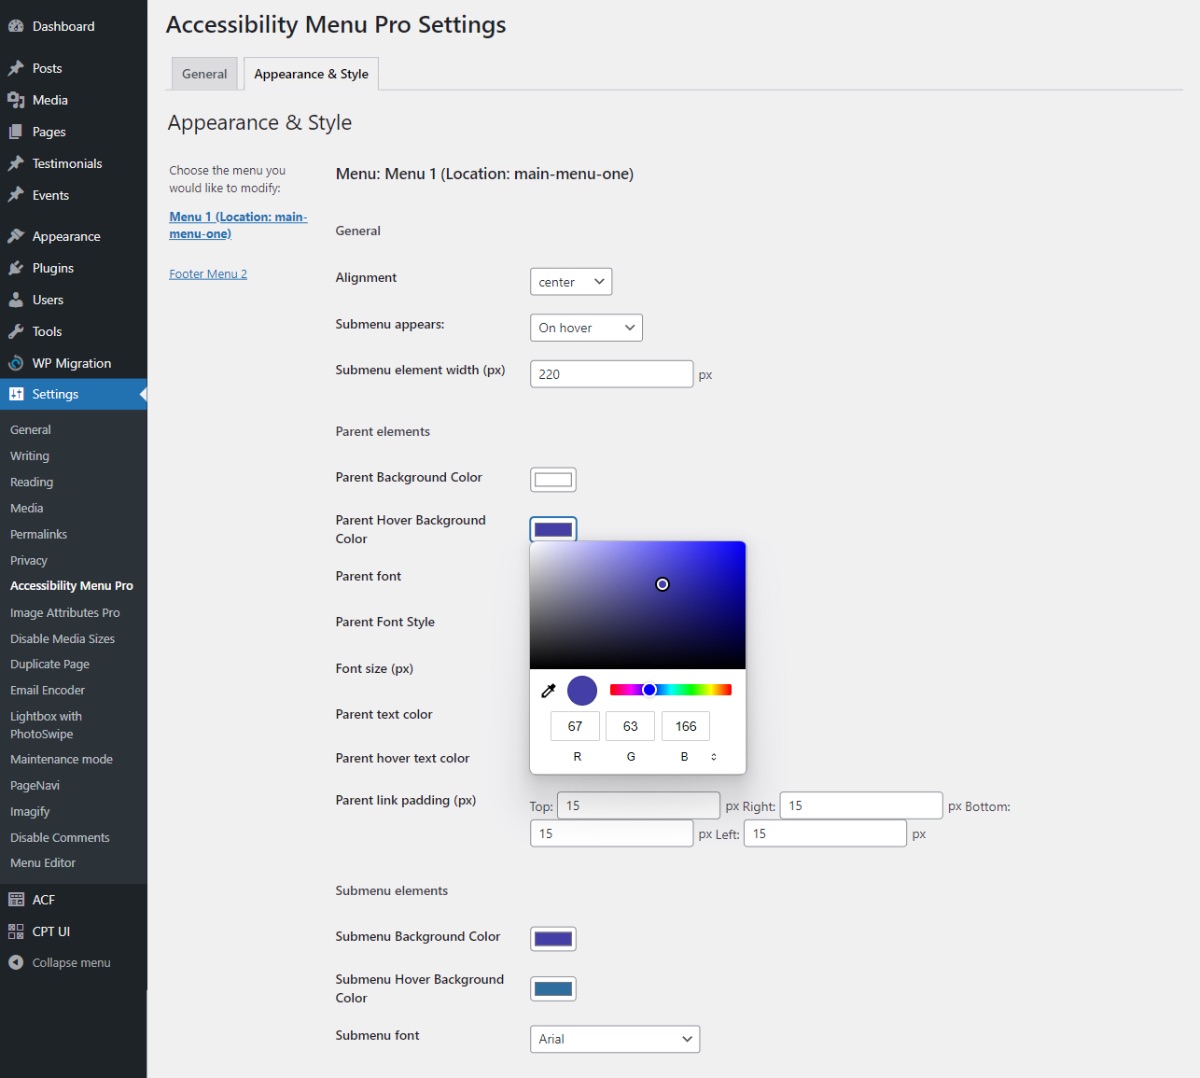 Dashboard
Posts
Media
Pages
Testimonials
Events
Appearance
Plugins
Users
Tools
WP Migration
Settings
General
Writing
Reading
Media
Permalinks
Privacy
Accessibility Menu Pro
Image Attributes Pro
Disable Media Sizes
Duplicate Page
Email Encoder
Lightbox with
PhotoSwipe
Maintenance mode
PageNavi
Imagify
Disable Comments
Menu Editor
ACF
CPT UI
Collapse menu
Accessibility Menu Pro Settings
General Appearance & Style
Appearance & Style
Choose the menu you
would like to modify:
Menu 1 (Location: main-
menu-one)
Footer Menu 2
Menu: Menu 1 (Location: main-menu-one)
General
Alignment center
Submenu appears: On hover
Submenu element width (px) 220 px
Parent elements
Parent Background Color
Parent Hover Background
Color
Parent font
Parent Font Style
Font size (px)
Parent text color
Parent hover text color
67 63 166
R G B
Parent link padding (px) Top: 15 px Right: 15 px Bottom:
15 px Left: 15 px
Submenu elements
Submenu Background Color
Submenu Hover Background
Color
Submenu font Arial